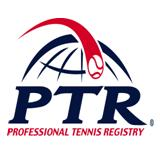 PTR®
PROFESSIONAL TENNIS REGISTRY